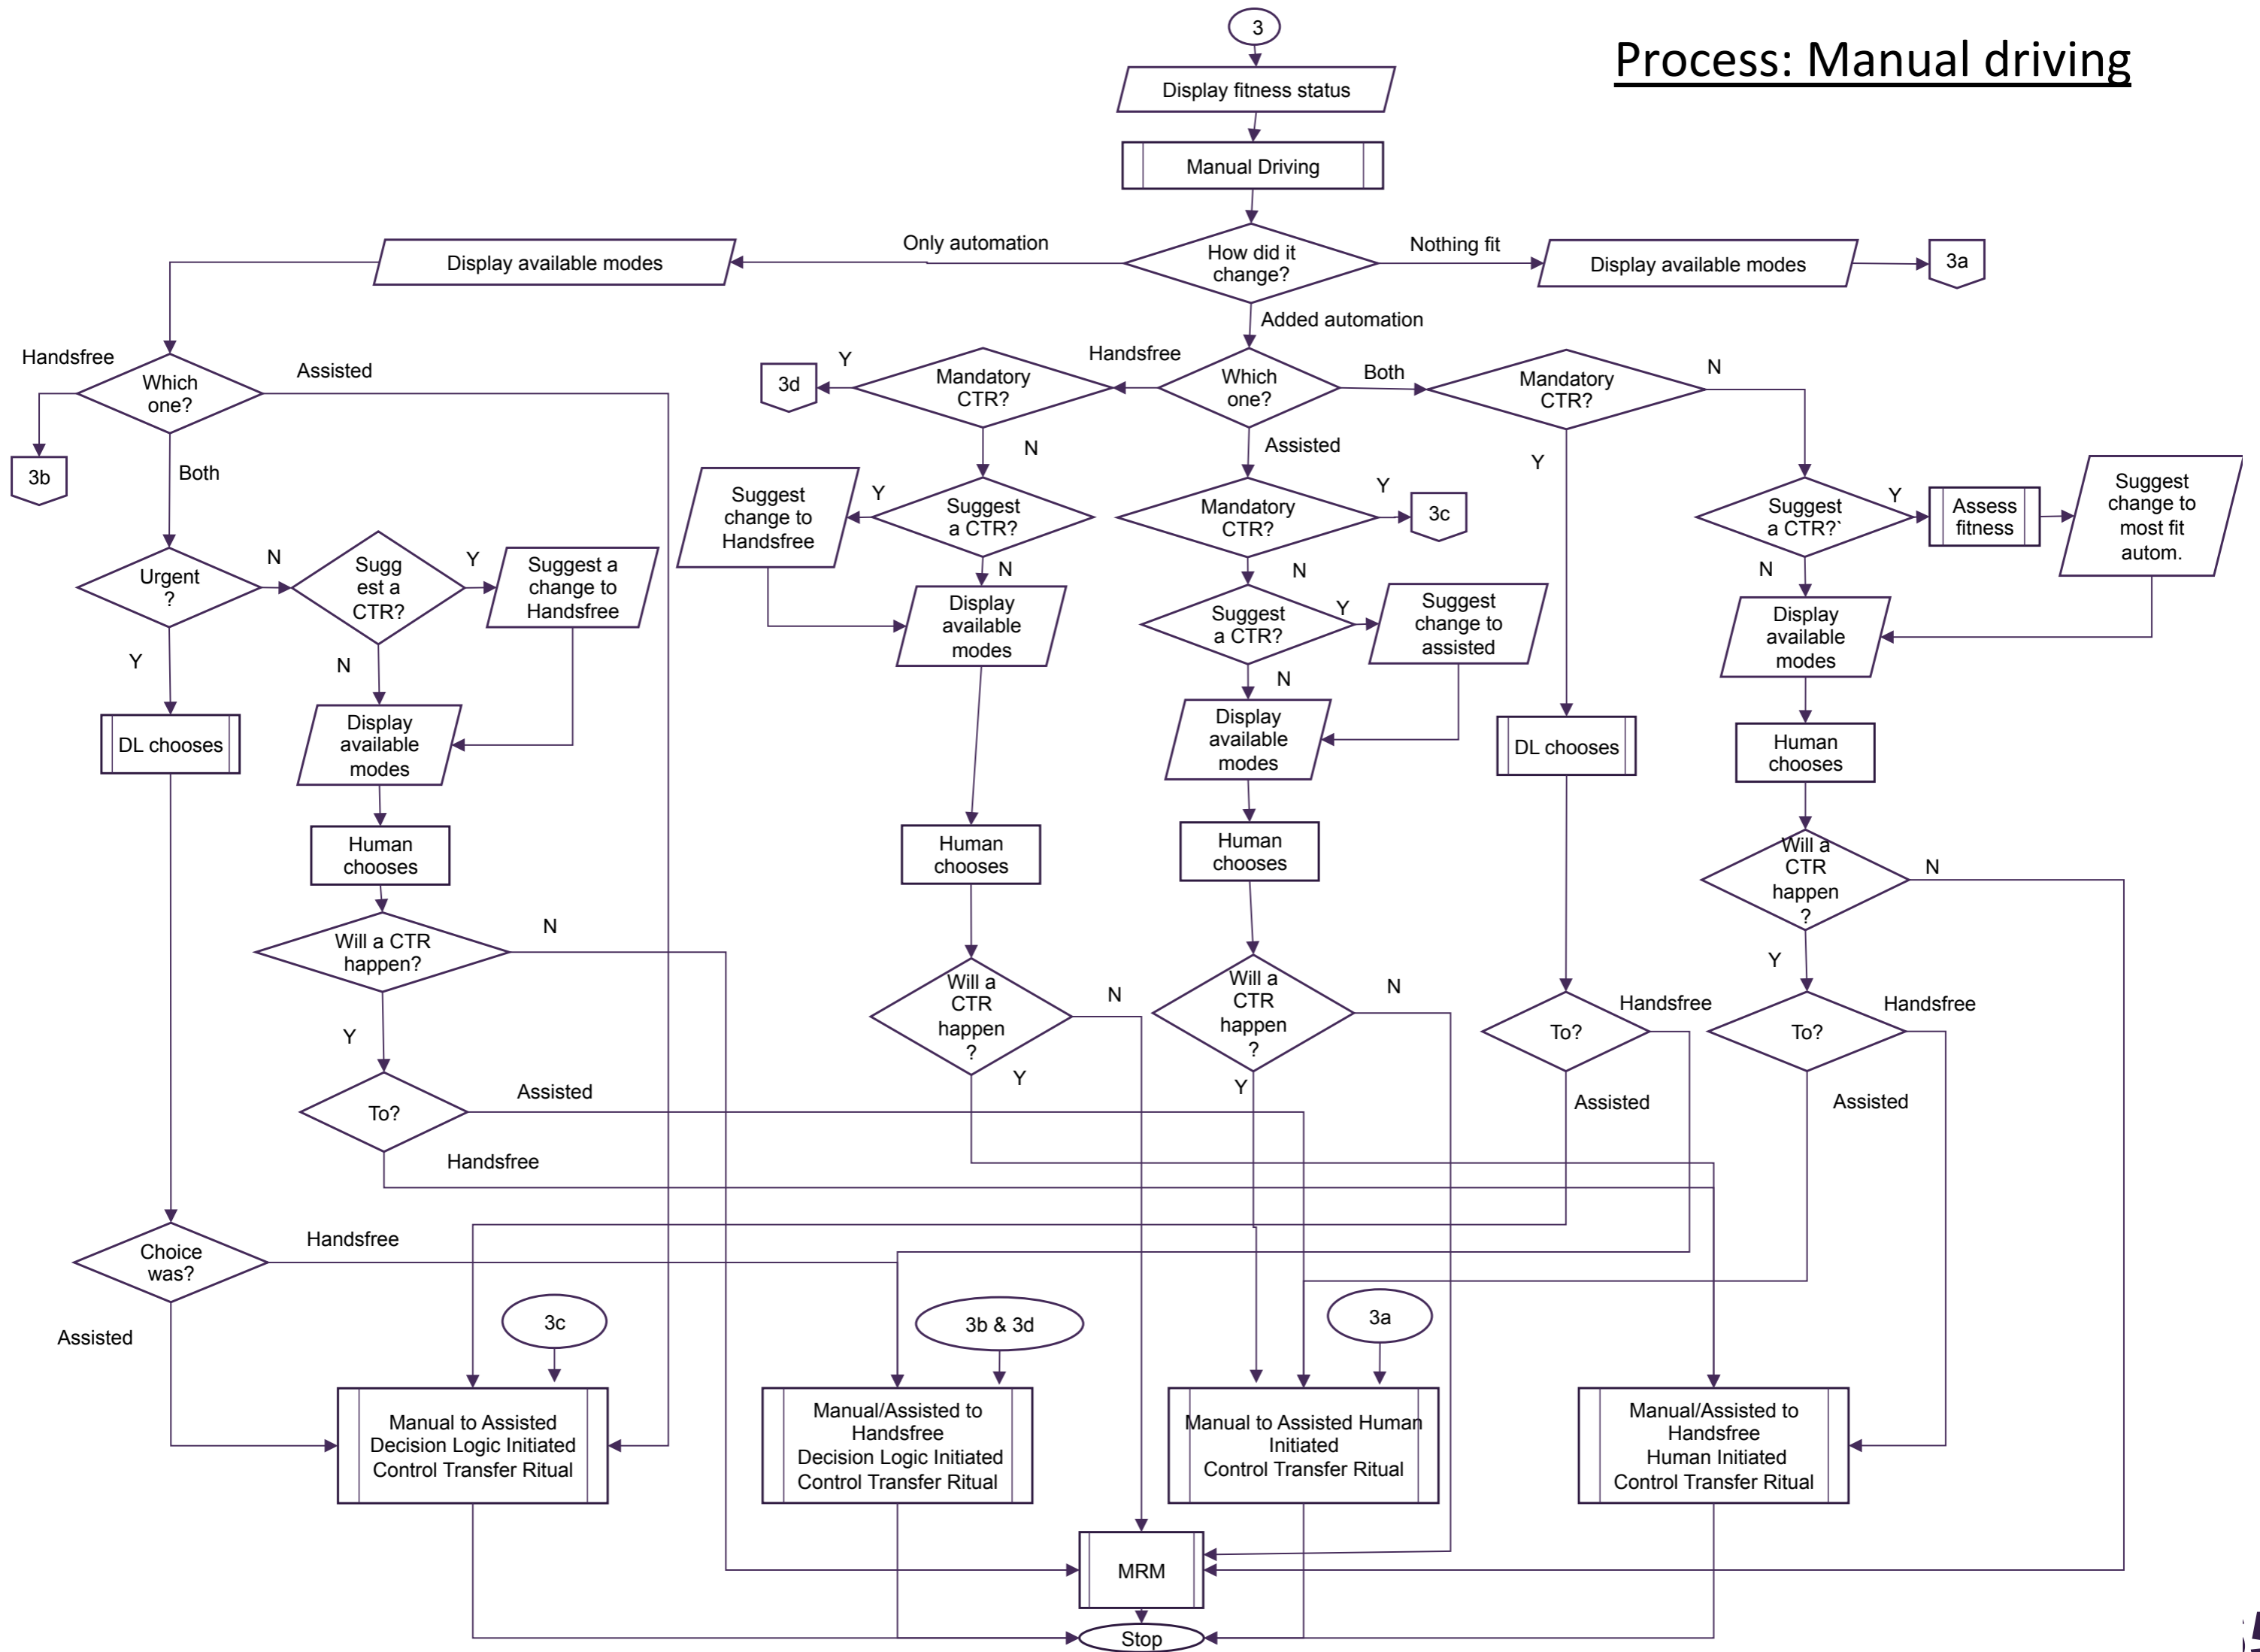 3
Process: Manual driving
Display fitness status
Manual Driving
Only automation
How did it
change?
Nothing fit
Display available modes
Display available modes
3a
Added automation
Handsfree
Which
one?
Assisted
3b
Both
Y
3d
Mandatory
CTR?
Handsfree
Which
one?
Both
Mandatory
CTR?
N
N
Assisted
Y
Suggest
change to
Handsfree
Y
Suggest
a CTR?
Mandatory
CTR?
Y
3c
Suggest
a CTR?`
Y
Assess
fitness
Suggest
change to
most fit
autom.
Urgent
?
N
Sugg
est a
CTR?
Y
Suggest a
change to
Handsfree
N
N
N
Display
available
modes
Suggest
a CTR?
Y
Suggest
change to
assisted
Display
available
modes
Y
N
N
DL chooses
Display
available
modes
Display
available
modes
DL chooses
Human
chooses
Human
chooses
Human
chooses
Human
chooses
Will a
CTR
happen
?
N
Will a CTR
happen?
N
Y
Will a
CTR
happen
?
N
Will a
CTR
happen
?
N
Y
To?
Handsfree
To?
Handsfree
Y
Y
Y
To?
Assisted
Assisted
Assisted
Handsfree
Choice
was?
Handsfree
Assisted
3c
3b & 3d
3a
Manual to Assisted
Decision Logic Initiated
Control Transfer Ritual
Manual/Assisted to
Handsfree
Decision Logic Initiated
Control Transfer Ritual
Manual to Assisted Human
Initiated
Control Transfer Ritual
Manual/Assisted to
Handsfree
Human Initiated
Control Transfer Ritual
MRM
Stop